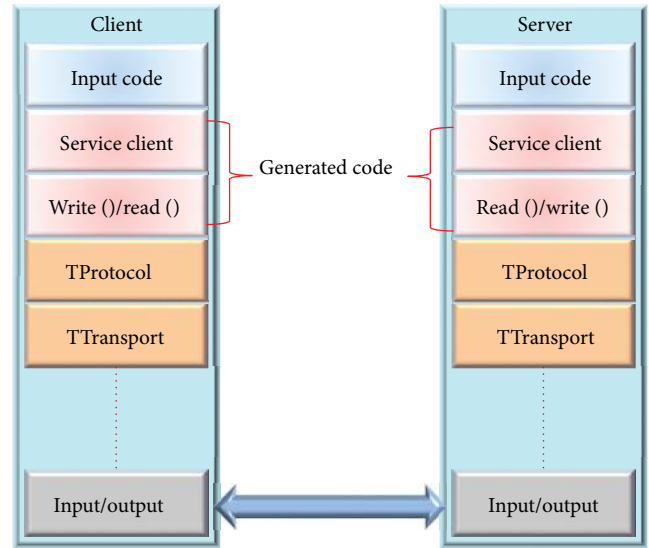 Client
Input code
Service client
Write ()/read ()
TProtocol
TTransport
Input/output
Generated code
Server
Input code
Service client
Read ()/write ()
TProtocol
TTransport
Input/output